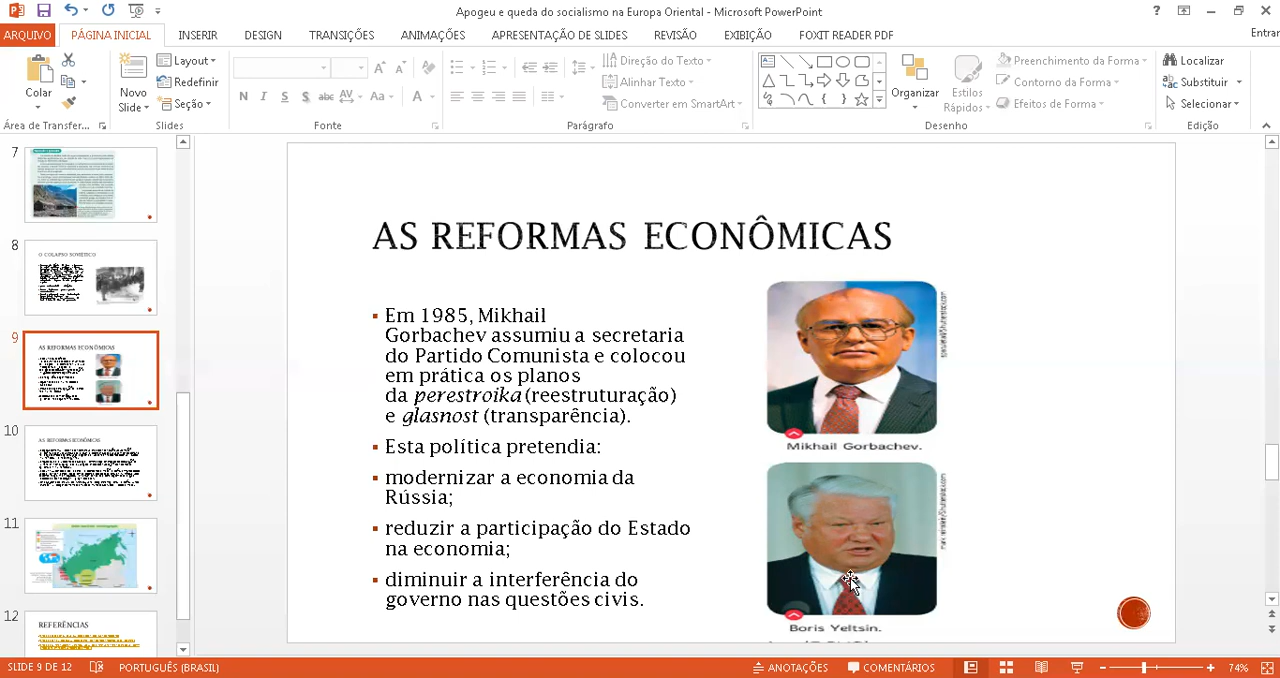 Apogeu e queda do socialismo na Europa Oriental - Microsoft PowerPoint
ARQUIVO PÁGINA INICIAL INSERIR DESIGN TRANSIÇÕES ANIMAÇÕES APRESENTAÇÃO DE SLIDES REVISÃO EXIBIÇÃO FOXIT READER PDF Entrar
Colar
Novo Slide
Layout
Redefinir
Seção
Direção do Texto
Alinhar Texto
Converter em SmartArt
Organizar
Estilos Rápidos
Preenchimento da Forma
Contorno da Forma
Efeitos de Forma
Localizar
Substituir
Selecionar
Área de Transfer... Slides Fonte Parágrafo Desenho Edição
7
8
O COLAPSO SOVIÉTICO
9
AS REFORMAS ECONÔMICAS
10
AS REFORMAS ECONÔMICAS
11
12
REFERÊNCIAS
AS REFORMAS ECONÔMICAS
Em 1985, Mikhail
Gorbachev assumiu a secretaria
do Partido Comunista e colocou
em prática os planos
da perestroika (reestruturação)
e glasnost (transparência).
Esta política pretendia:
modernizar a economia da
Rússia;
reduzir a participação do Estado
na economia;
diminuir a interferência do
governo nas questões civis.
Mikhail Gorbachev.
Boris Yeltsin.
SLIDE 9 DE 12 PORTUGUÊS (BRASIL) ANOTAÇÕES COMENTÁRIOS 74%